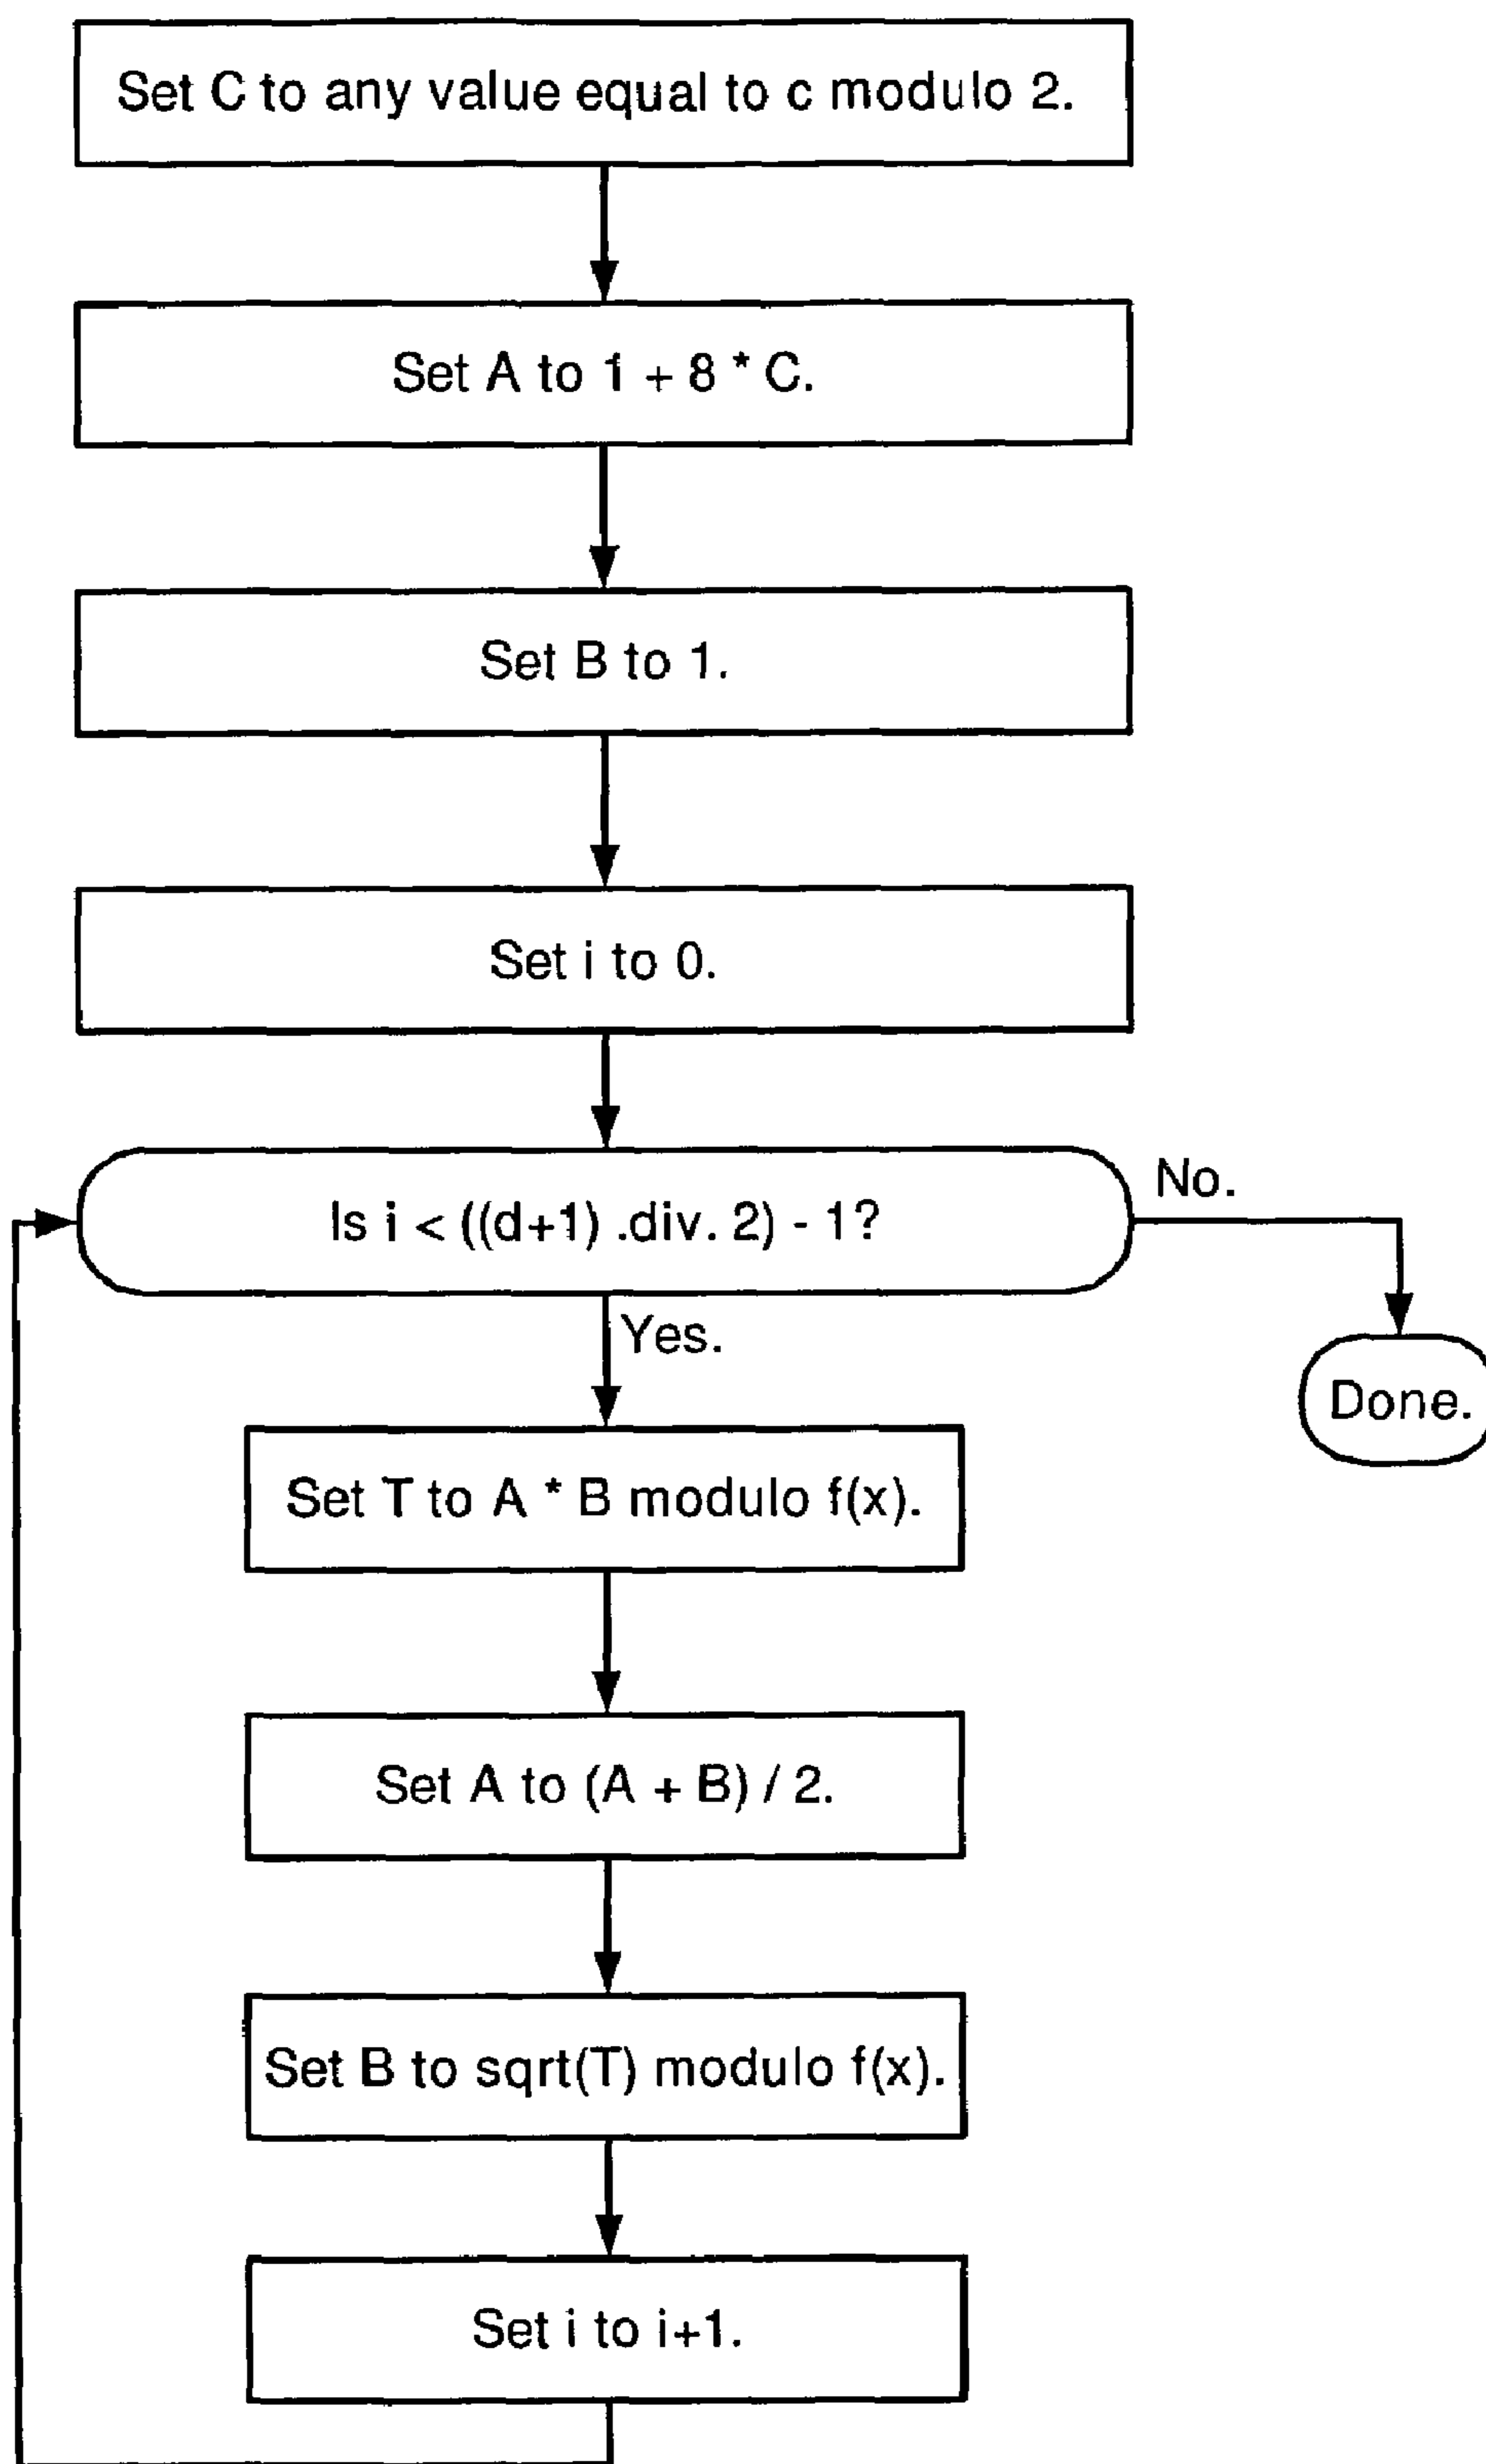 Set C to any value equal to c modulo 2.
Set A to 1 + 8 * C.
Set B to 1.
Set i to 0.
Is i < ((d+1) .div. 2) - 1?
No.
Yes.
Done.
Set T to A * B modulo f(x).
Set A to (A + B) / 2.
Set B to sqrt(T) modulo f(x).
Set i to i+1.